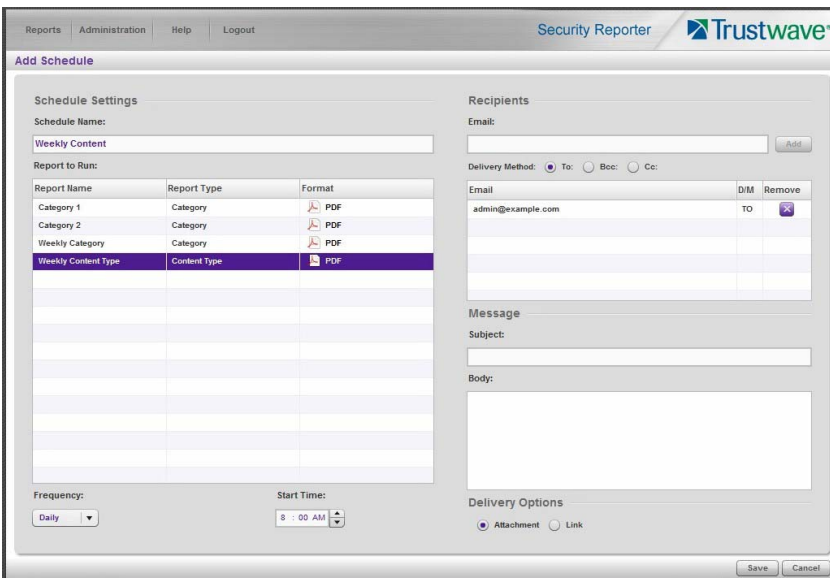 Reports Administration Help Logout
Security Reporter Trustwave®
Add Schedule
Schedule Settings
Schedule Name:
Weekly Content
Report to Run:
Report Name Report Type Format
Category 1 Category PDF
Category 2 Category PDF
Weekly Category Category PDF
Weekly Content Type Content Type PDF
Frequency: Start Time:
Daily 8 : 00 AM
Recipients
Email:
Add
Delivery Method: To: Bcc: Cc:
Email D/M Remove
admin@example.com TO X
Message
Subject:
Body:
Delivery Options
Attachment Link
Save Cancel